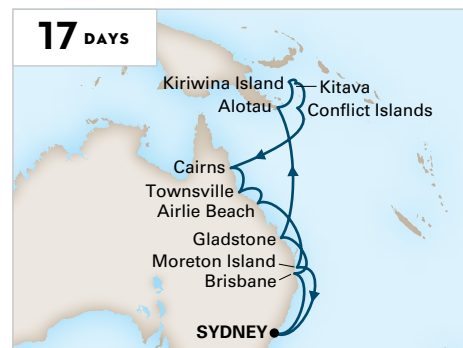 17 DAYS
Kiriwina Island
Kitava
Alotau
Conflict Islands
Cairns
Townsville
Airlie Beach
Gladstone
Moreton Island
Brisbane
SYDNEY